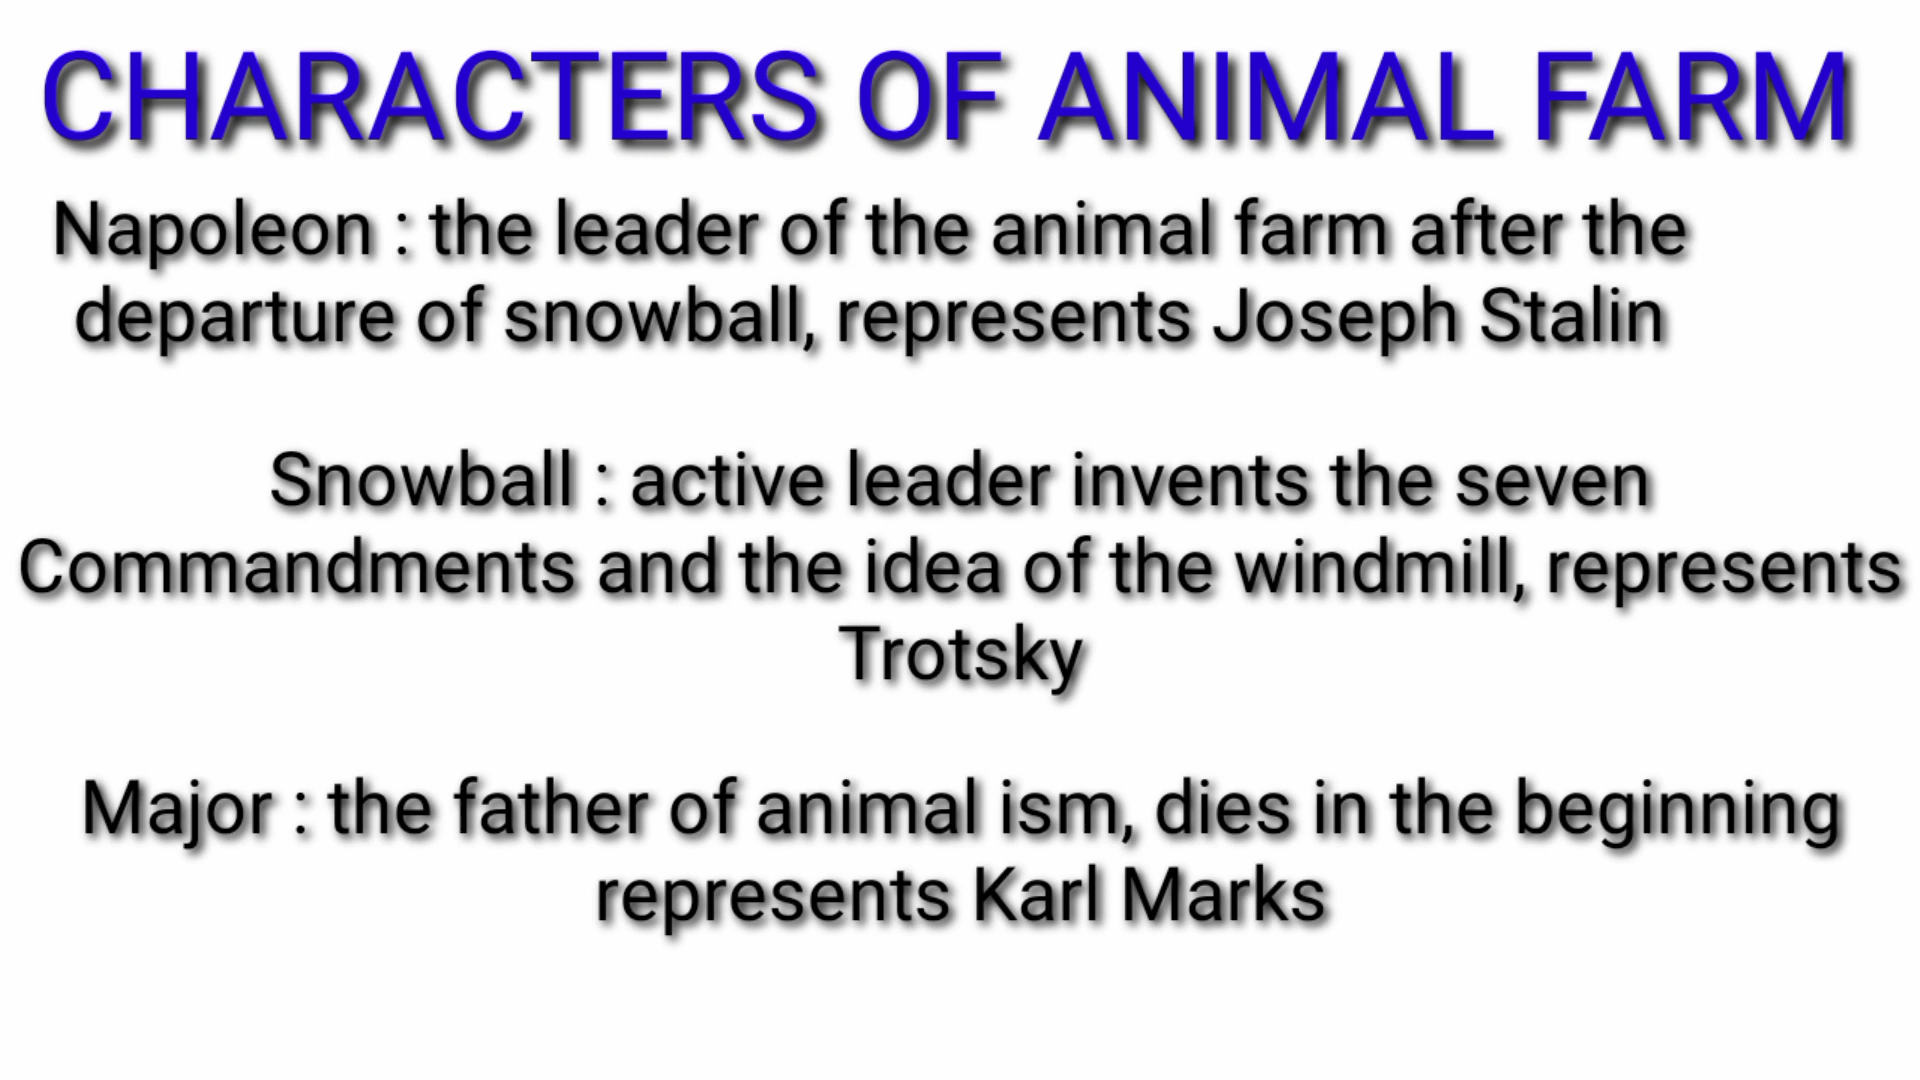 CHARACTERS OF ANIMAL FARM
Napoleon : the leader of the animal farm after the
departure of snowball, represents Joseph Stalin
Snowball : active leader invents the seven
Commandments and the idea of the windmill, represents
Trotsky
Major : the father of animal ism, dies in the beginning
represents Karl Marks